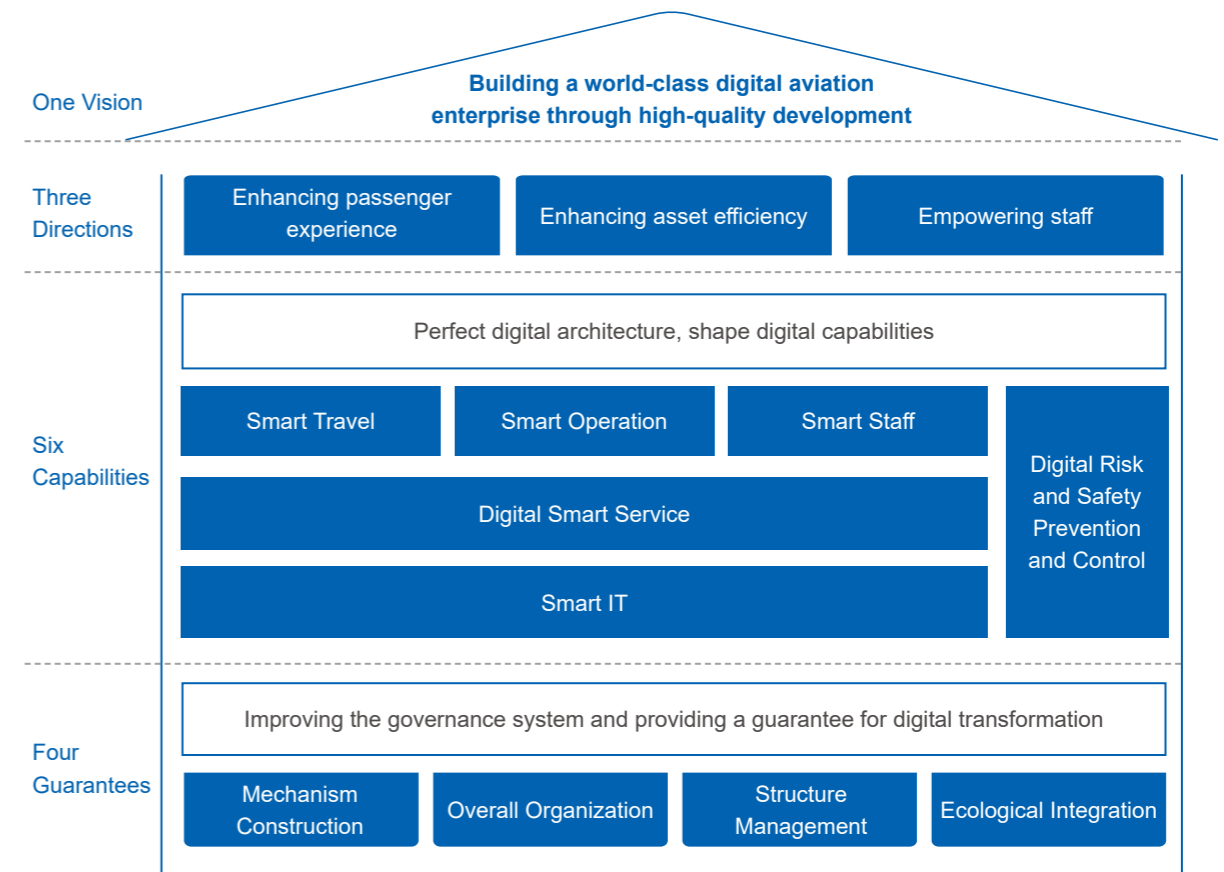 Building a world-class digital aviation
enterprise through high-quality development
One Vision
Three
Directions
Enhancing passenger
experience
Enhancing asset efficiency
Empowering staff
Perfect digital architecture, shape digital capabilities
Six
Capabilities
Smart Travel
Smart Operation
Smart Staff
Digital Smart Service
Smart IT
Digital Risk
and Safety
Prevention
and Control
Improving the governance system and providing a guarantee for digital transformation
Four
Guarantees
Mechanism
Construction
Overall Organization
Structure
Management
Ecological Integration